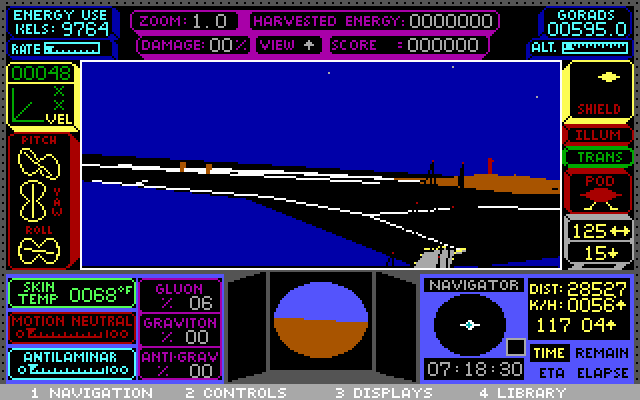 ENERGY USE
KELS: 9764
RATE
ZOOM: 1.0
HARVESTED ENERGY: 0000000
DAMAGE: 00%
VIEW
SCORE : 000000
GORADS
00595.0
ALT.
00048
X
X
VEL
PITCH
YAW
ROLL
SHIELD
ILLUM
TRANS
POD
125
15
SKIN
TEMP 0068°F
MOTION NEUTRAL
0 100
ANTILAMINAR
0 100
GLUON
% 06
GRAVITON
% 00
ANTI-GRAV
% 00
NAVIGATOR
07:18:30
DIST: 28527
K/H: 0056↑
117 04↑
TIME REMAIN
ETA ELAPSE
1 NAVIGATION 2 CONTROLS 3 DISPLAYS 4 LIBRARY